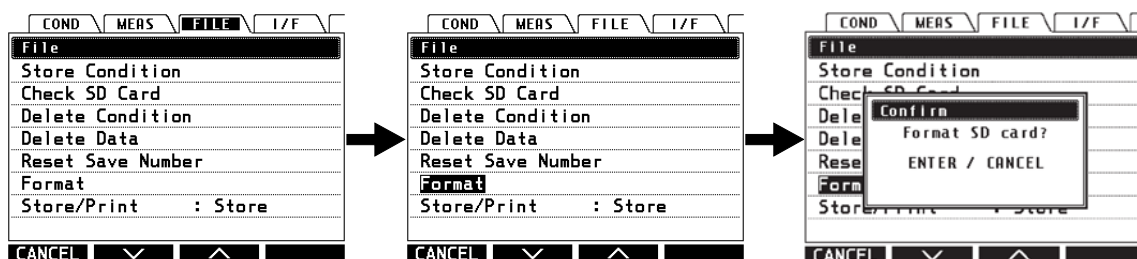 COND MEAS FILE I/F
File
Store Condition
Check SD Card
Delete Condition
Delete Data
Reset Save Number
Format
Store/Print : Store
CANCEL
COND MEAS FILE I/F
File
Store Condition
Check SD Card
Delete Condition
Delete Data
Reset Save Number
Format
Store/Print : Store
CANCEL
COND MEAS FILE I/F
File
Store Condition
Confirm
Format SD card?
ENTER / CANCEL
CANCEL